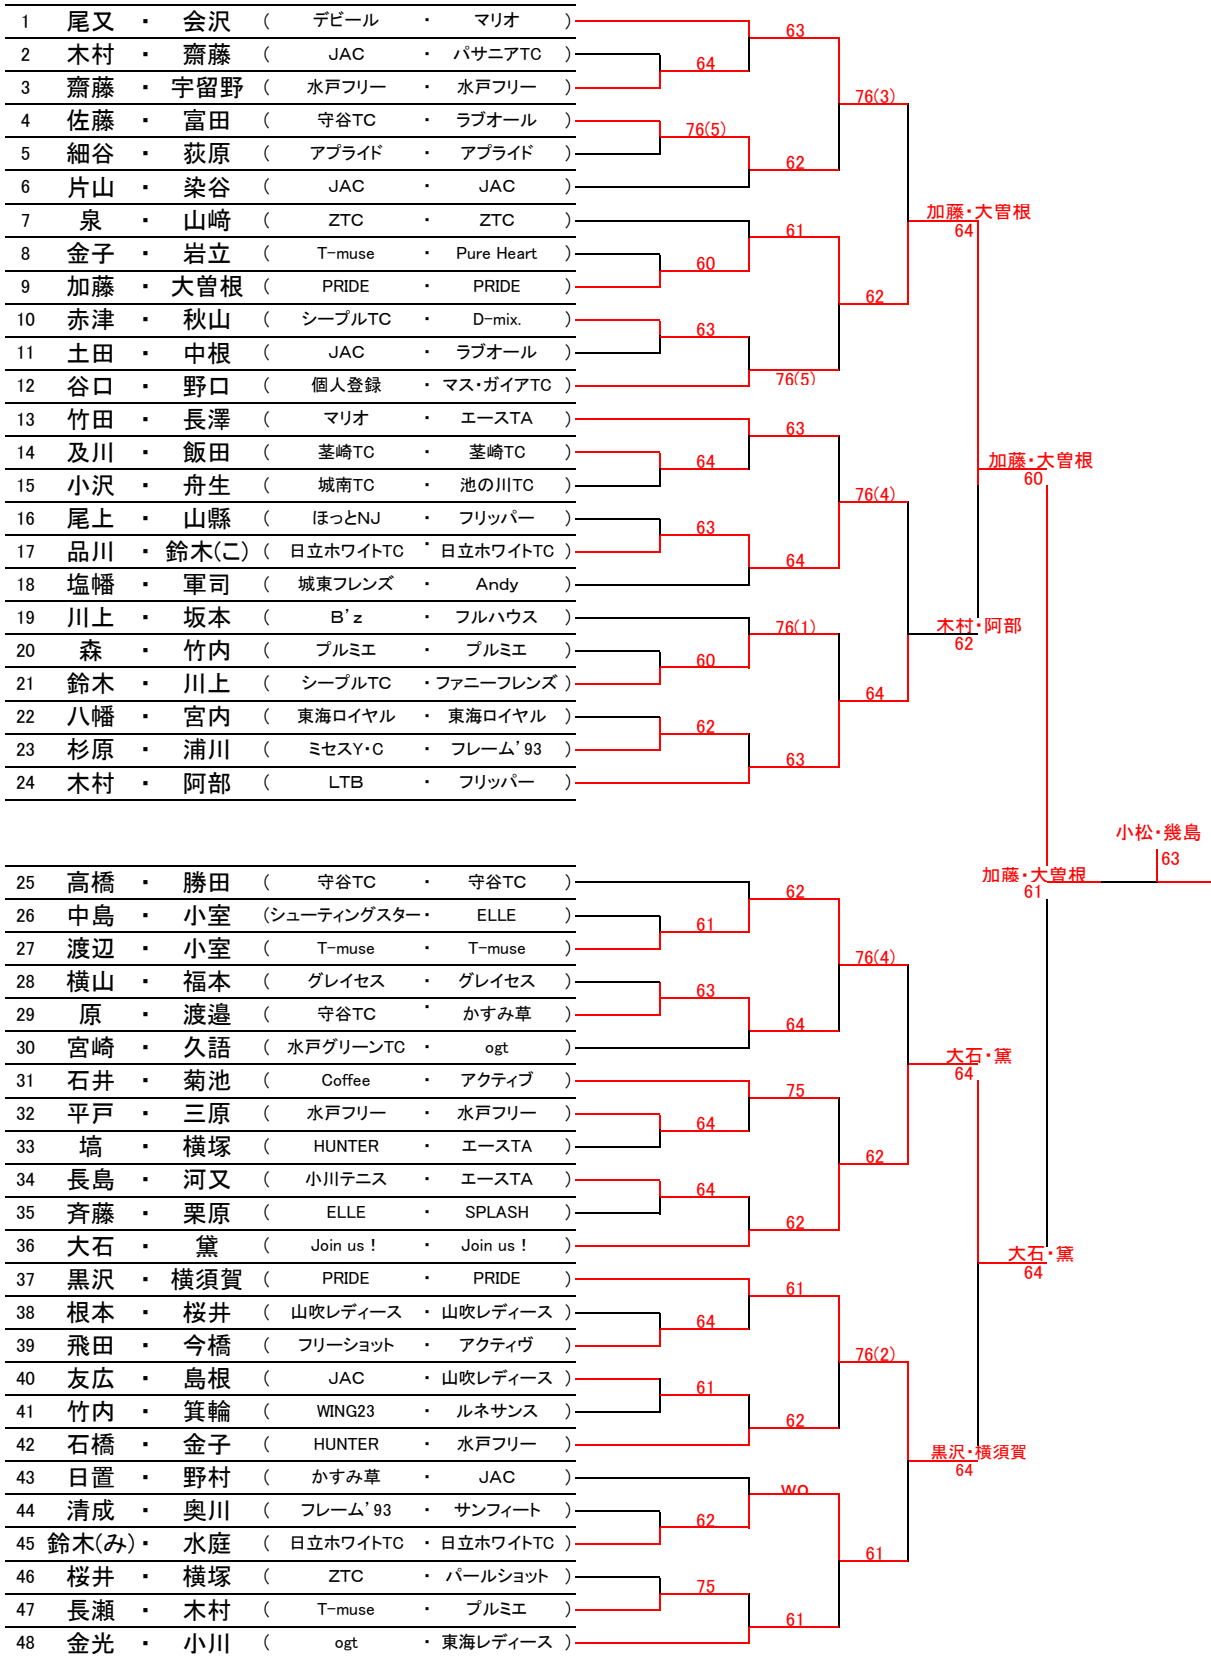 1 尾又 ・ 会沢 ( デビール ・ マリオ )
63
2 木村 ・ 齋藤 ( JAC ・ パサニアTC )
64
3 齋藤 ・ 宇留野 ( 水戸フリー ・ 水戸フリー )
76(3)
4 佐藤 ・ 富田 ( 守谷TC ・ ラブオール )
76(5)
5 細谷 ・ 荻原 ( アプライド ・ アプライド )
62
6 片山 ・ 染谷 ( JAC ・ JAC )
加藤・大曽根
7 泉 ・ 山﨑 ( ZTC ・ ZTC )
61 64
8 金子 ・ 岩立 ( T-muse ・ Pure Heart )
60
9 加藤 ・ 大曽根 ( PRIDE ・ PRIDE )
62
10 赤津 ・ 秋山 ( シープルTC ・ D-mix. )
63
11 土田 ・ 中根 ( JAC ・ ラブオール )
76(5)
12 谷口 ・ 野口 ( 個人登録 ・ マス・ガイアTC )
13 竹田 ・ 長澤 ( マリオ ・ エースTA )
63
14 及川 ・ 飯田 ( 茎崎TC ・ 茎崎TC )
64 加藤・大曽根
60
15 小沢 ・ 舟生 ( 城南TC ・ 池の川TC )
76(4)
16 尾上 ・ 山縣 ( ほっとNJ ・ フリッパー )
63
17 品川 ・ 鈴木(こ) ( 日立ホワイトTC ・ 日立ホワイトTC )
64
18 塩幡 ・ 軍司 ( 城東フレンズ ・ Andy )
19 川上 ・ 坂本 ( B'z ・ フルハウス )
76(1) 木村・阿部
62
20 森 ・ 竹内 ( プルミエ ・ プルミエ )
60
21 鈴木 ・ 川上 ( シープルTC ・ ファニーフレンズ )
64
22 八幡 ・ 宮内 ( 東海ロイヤル ・ 東海ロイヤル )
62
23 杉原 ・ 浦川 ( ミセスY・C ・ フレーム'93 )
63
24 木村 ・ 阿部 ( LTB ・ フリッパー )
小松・幾島
63
加藤・大曽根
61
25 高橋 ・ 勝田 ( 守谷TC ・ 守谷TC )
62
26 中島 ・ 小室 (シューティングスター・ ELLE )
61
27 渡辺 ・ 小室 ( T-muse ・ T-muse )
76(4)
28 横山 ・ 福本 ( グレイセス ・ グレイセス )
63
29 原 ・ 渡邉 ( 守谷TC ・ かすみ草 )
64
30 宮崎 ・ 久語 ( 水戸グリーンTC ・ ogt )
大石・黛
64
31 石井 ・ 菊池 ( Coffee ・ アクティブ )
75
32 平戸 ・ 三原 ( 水戸フリー ・ 水戸フリー )
64
33 塙 ・ 横塚 ( HUNTER ・ エースTA )
62
34 長島 ・ 河又 ( 小川テニス ・ エースTA )
64
35 斉藤 ・ 栗原 ( ELLE ・ SPLASH )
62
36 大石 ・ 黛 ( Join us！ ・ Join us！ )
大石・黛
64
37 黒沢 ・ 横須賀 ( PRIDE ・ PRIDE )
61
38 根本 ・ 桜井 ( 山吹レディース ・ 山吹レディース )
64
39 飛田 ・ 今橋 ( フリーショット ・ アクティヴ )
76(2)
40 友広 ・ 島根 ( JAC ・ 山吹レディース )
61
41 竹内 ・ 箕輪 ( WING23 ・ ルネサンス )
62
42 石橋 ・ 金子 ( HUNTER ・ 水戸フリー )
黒沢・横須賀
64
43 日置 ・ 野村 ( かすみ草 ・ JAC )
WO
44 清成 ・ 奥川 ( フレーム'93 ・ サンフィート )
62
45 鈴木(み)・ 水庭 ( 日立ホワイトTC ・ 日立ホワイトTC )
61
46 桜井 ・ 横塚 ( ZTC ・ パールショット )
75
47 長瀬 ・ 木村 ( T-muse ・ プルミエ )
61
48 金光 ・ 小川 ( ogt ・ 東海レディース )